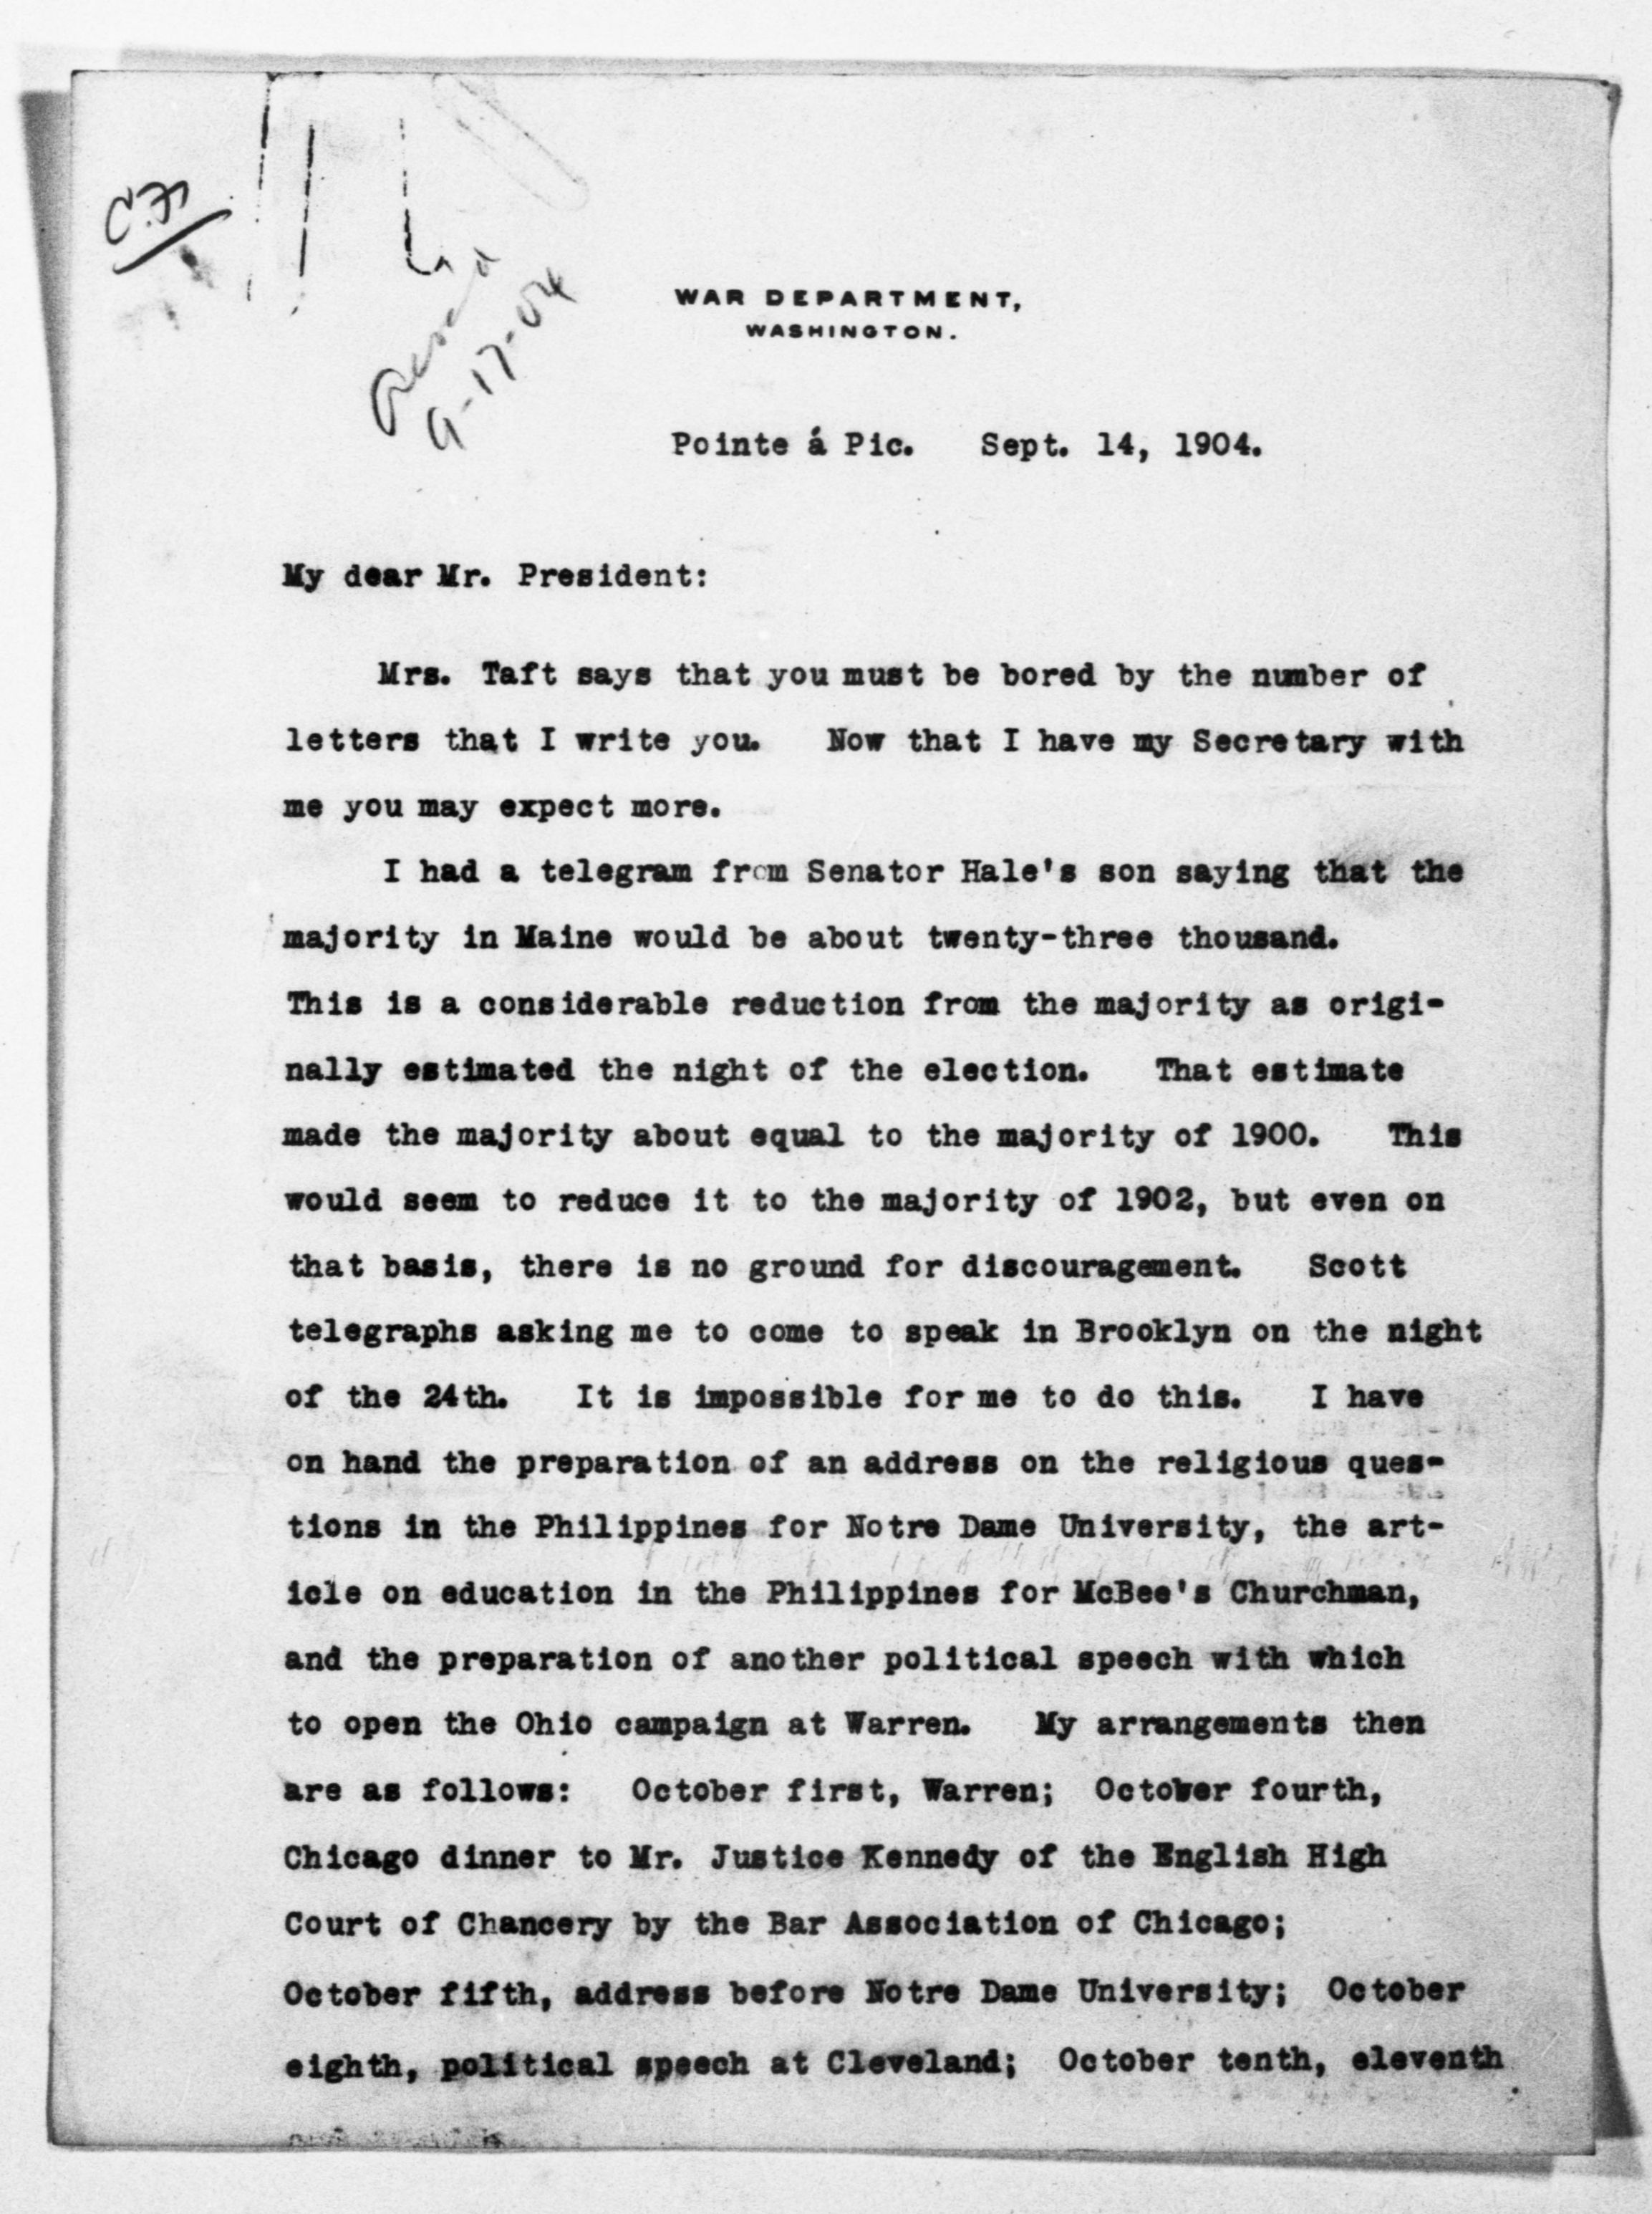 C.F.
9-17-04
WAR DEPARTMENT,
WASHINGTON.
Pointe á Pic. Sept. 14, 1904.
My dear Mr. President:
Mrs. Taft says that you must be bored by the number of
letters that I write you. Now that I have my Secretary with
me you may expect more.
I had a telegram from Senator Hale's son saying that the
majority in Maine would be about twenty-three thousand.
This is a considerable reduction from the majority as origi-
nally estimated the night of the election. That estimate
made the majority about equal to the majority of 1900. This
would seem to reduce it to the majority of 1902, but even on
that basis, there is no ground for discouragement. Scott
telegraphs asking me to come to speak in Brooklyn on the night
of the 24th. It is impossible for me to do this. I have
on hand the preparation of an address on the religious ques-
tions in the Philippines for Notre Dame University, the art-
icle on education in the Philippines for McBee's Churchman,
and the preparation of another political speech with which
to open the Ohio campaign at Warren. My arrangements then
are as follows: October first, Warren; October fourth,
Chicago dinner to Mr. Justice Kennedy of the English High
Court of Chancery by the Bar Association of Chicago;
October fifth, address before Notre Dame University; October
eighth, political speech at Cleveland; October tenth, eleventh